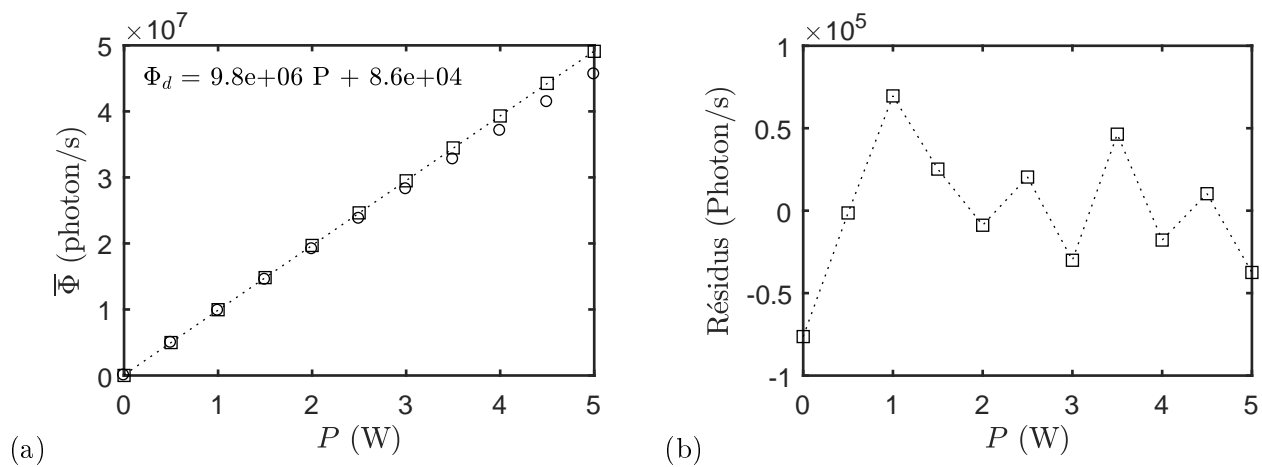 ×10^7
5
4
3
2
1
0
Φ̅ (photon/s)
Φ_d = 9.8e+06 P + 8.6e+04
0 1 2 3 4 5
P (W)
(a)
×10^5
1
0.5
0
-0.5
-1
Résidus (Photon/s)
0 1 2 3 4 5
P (W)
(b)